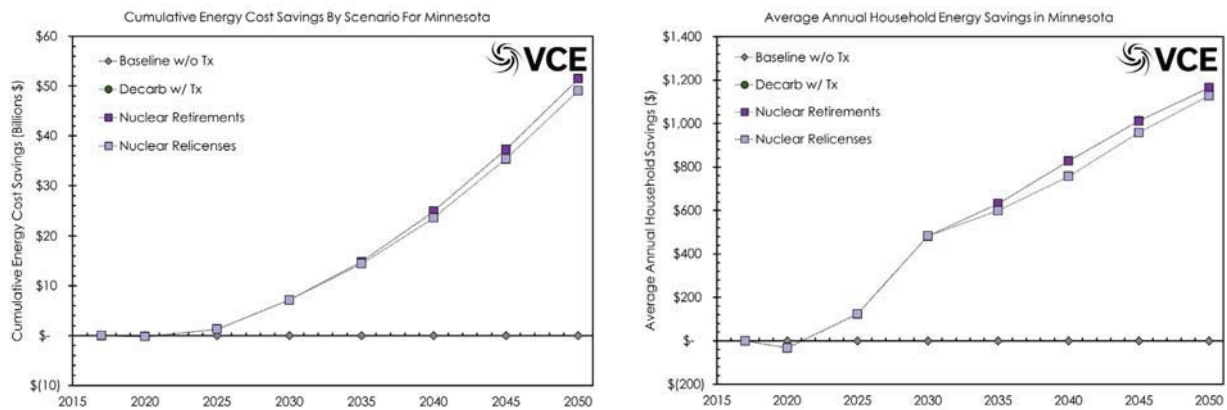 Cumulative Energy Cost Savings By Scenario For Minnesota
$60
$50
$40
$30
$20
$10
$-
$(10)
Cumulative Energy Cost Savings (Billions $)
Baseline w/o Tx
Decarb w/ Tx
Nuclear Retirements
Nuclear Relicenses
VCE
2015 2020 2025 2030 2035 2040 2045 2050
Average Annual Household Energy Savings in Minnesota
$1,400
$1,200
$1,000
$800
$600
$400
$200
$-
$(200)
Average Annual Household Savings ($)
Baseline w/o Tx
Decarb w/ Tx
Nuclear Retirements
Nuclear Relicenses
VCE
2015 2020 2025 2030 2035 2040 2045 2050